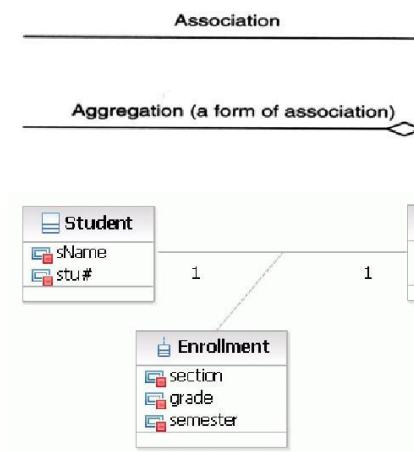 Association
Aggregation (a form of association)
Student
sName
stu#
1
1
Enrollment
section
grade
semester